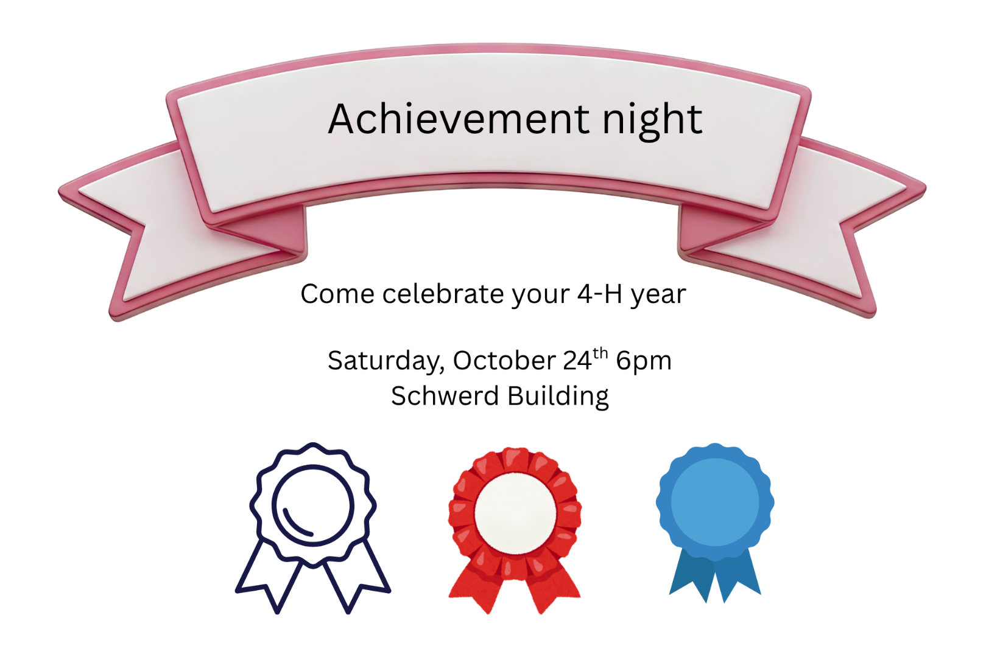 Achievement night
Come celebrate your 4-H year
Saturday, October 24th 6pm
Schwerd Building